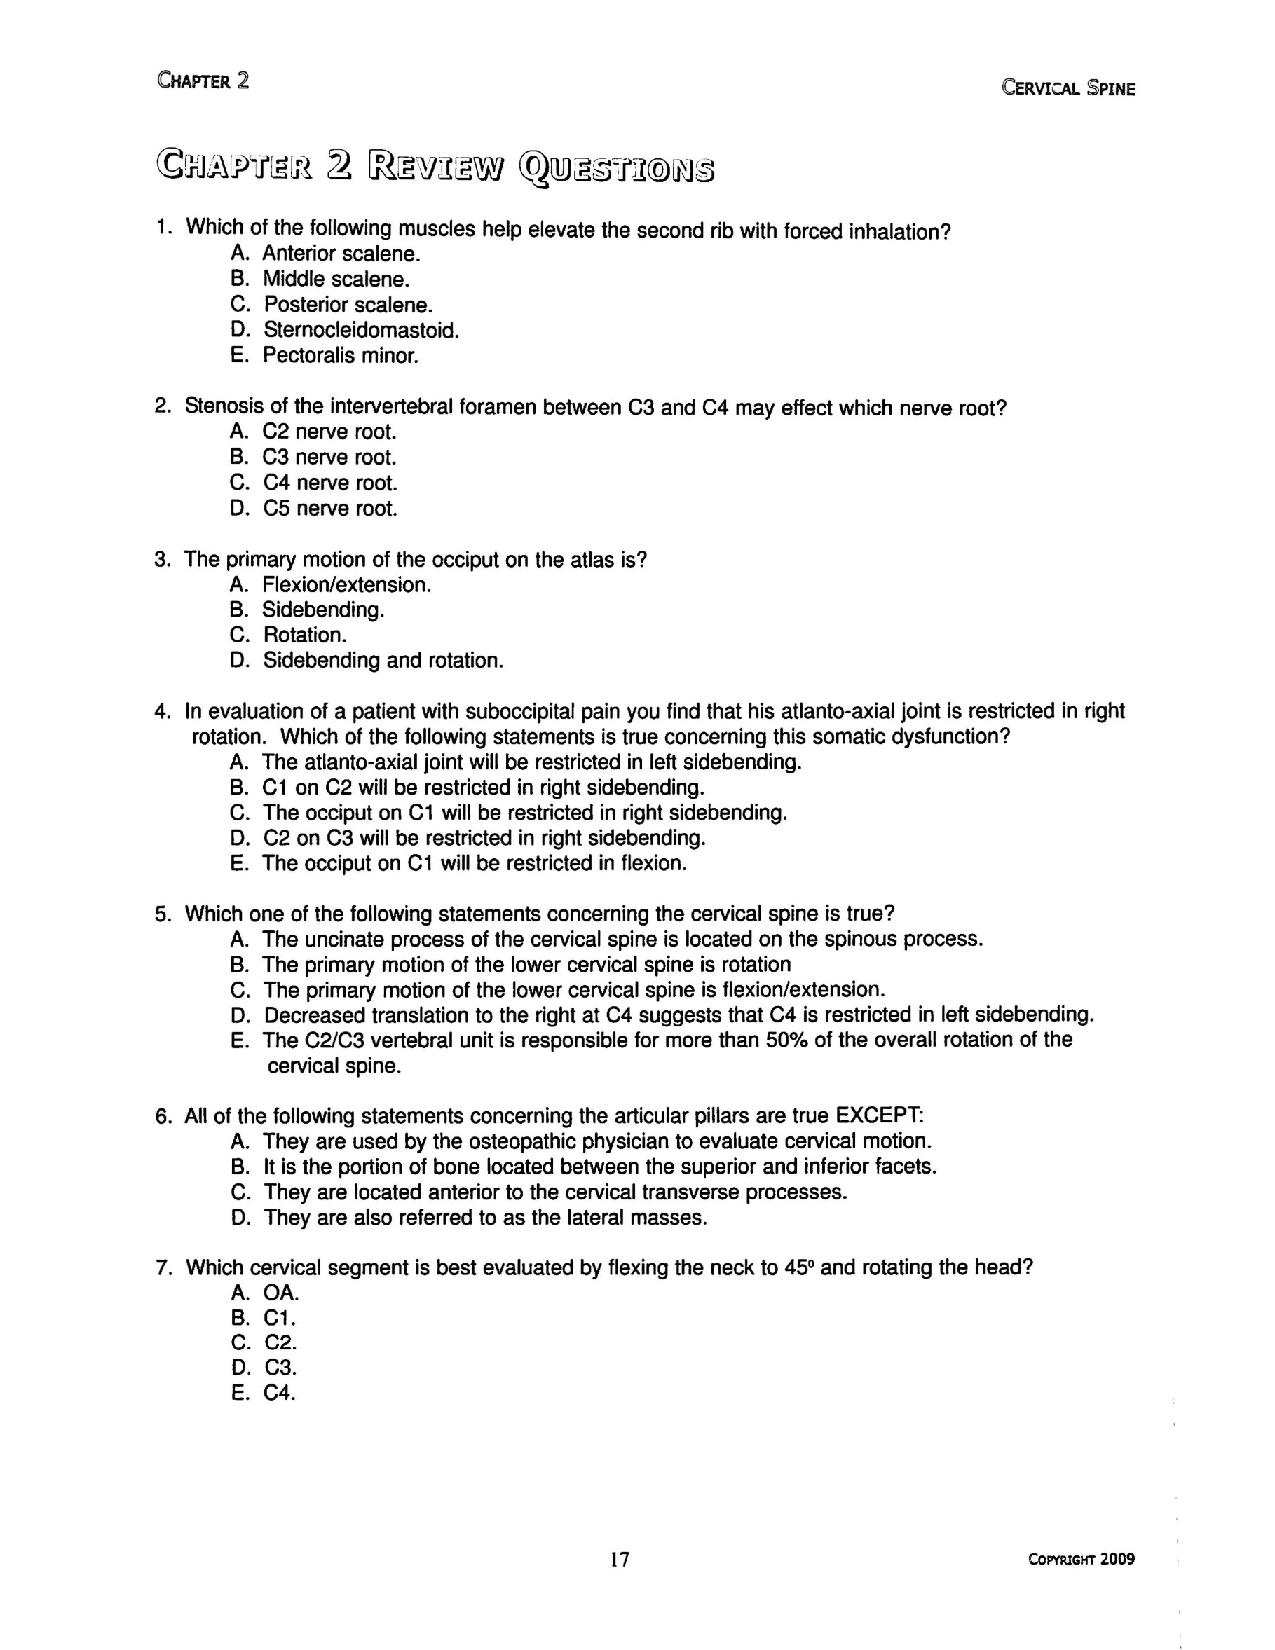 CHAPTER 2
CERVICAL SPINE
CHAPTER 2 REVIEW QUESTIONS
1. Which of the following muscles help elevate the second rib with forced inhalation?
A. Anterior scalene.
B. Middle scalene.
C. Posterior scalene.
D. Sternocleidomastoid.
E. Pectoralis minor.
2. Stenosis of the intervertebral foramen between C3 and C4 may effect which nerve root?
A. C2 nerve root.
B. C3 nerve root.
C. C4 nerve root.
D. C5 nerve root.
3. The primary motion of the occiput on the atlas is?
A. Flexion/extension.
B. Sidebending.
C. Rotation.
D. Sidebending and rotation.
4. In evaluation of a patient with suboccipital pain you find that his atlanto-axial joint is restricted in right
rotation. Which of the following statements is true concerning this somatic dysfunction?
A. The atlanto-axial joint will be restricted in left sidebending.
B. C1 on C2 will be restricted in right sidebending.
C. The occiput on C1 will be restricted in right sidebending.
D. C2 on C3 will be restricted in right sidebending.
E. The occiput on C1 will be restricted in flexion.
5. Which one of the following statements concerning the cervical spine is true?
A. The uncinate process of the cervical spine is located on the spinous process.
B. The primary motion of the lower cervical spine is rotation
C. The primary motion of the lower cervical spine is flexion/extension.
D. Decreased translation to the right at C4 suggests that C4 is restricted in left sidebending.
E. The C2/C3 vertebral unit is responsible for more than 50% of the overall rotation of the
cervical spine.
6. All of the following statements concerning the articular pillars are true EXCEPT:
A. They are used by the osteopathic physician to evaluate cervical motion.
B. It is the portion of bone located between the superior and inferior facets.
C. They are located anterior to the cervical transverse processes.
D. They are also referred to as the lateral masses.
7. Which cervical segment is best evaluated by flexing the neck to 45º and rotating the head?
A. OA.
B. C1.
C. C2.
D. C3.
E. C4.
17
COPYRIGHT 2009